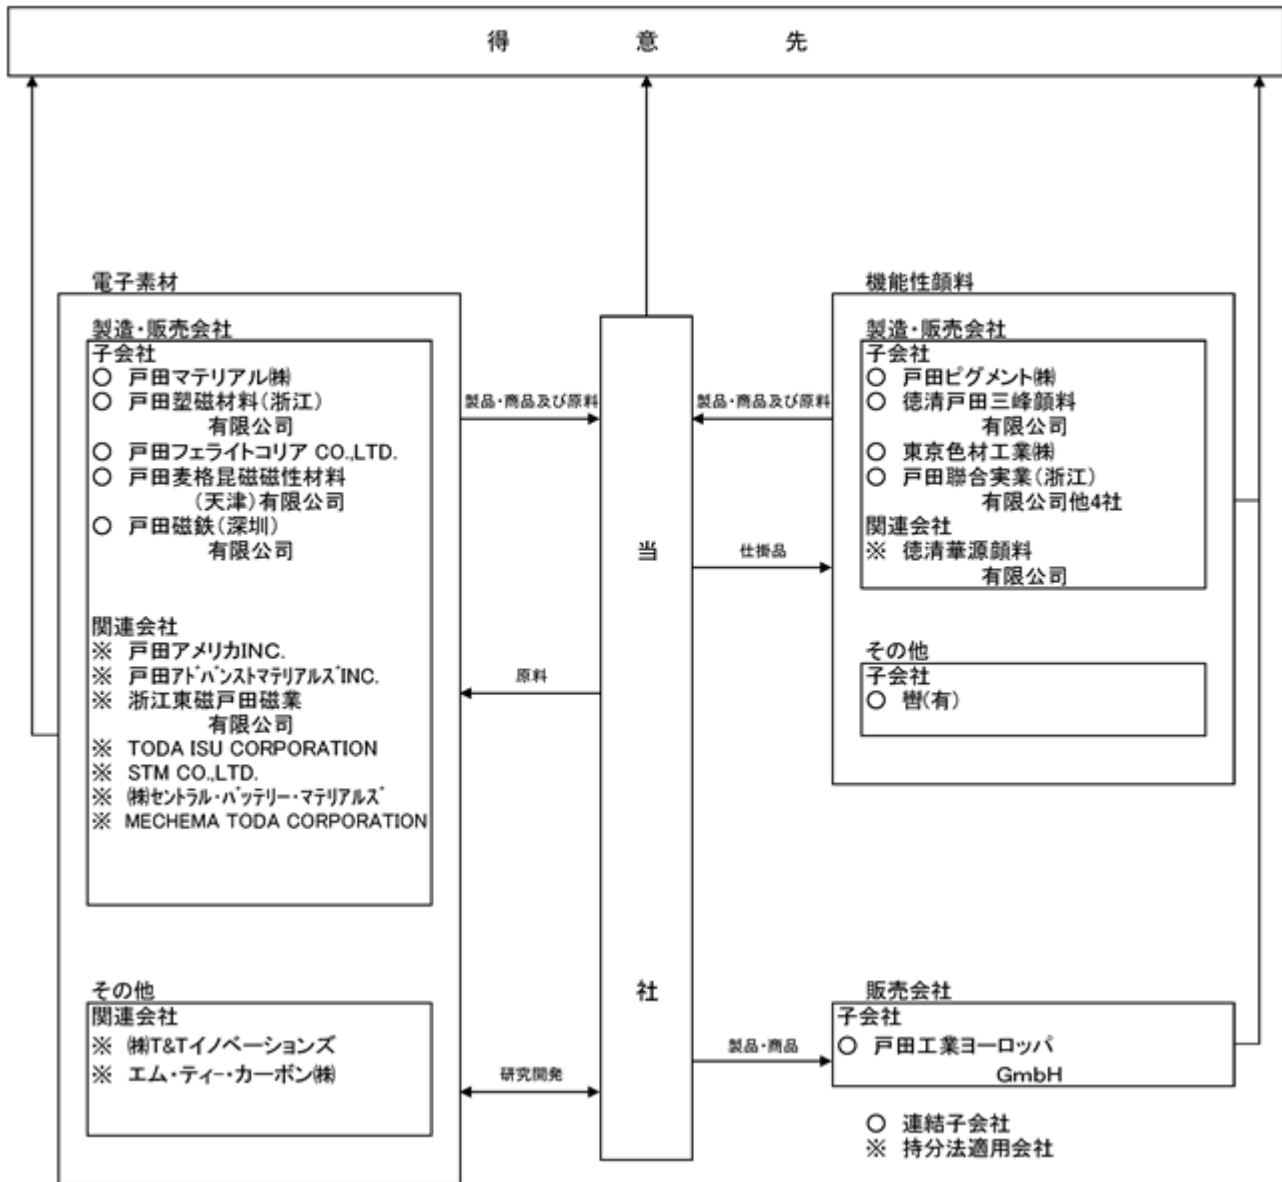 得意先
電子素材
製造・販売会社
子会社
○ 戸田マテリアル㈱
○ 戸田塑磁材料(浙江)
有限公司
○ 戸田フェライトコリア CO.,LTD.
○ 戸田麦格昆磁磁性材料
(天津)有限公司
○ 戸田磁鉄(深圳)
有限公司
関連会社
※ 戸田アメリカINC.
※ 戸田ｱﾄﾞﾊﾞﾝｽﾄﾏﾃﾘｱﾙｽﾞINC.
※ 浙江東磁戸田磁業
有限公司
※ TODA ISU CORPORATION
※ STM CO.,LTD.
※ ㈱ｾﾝﾄﾗﾙ・ﾊﾞｯﾃﾘｰ・ﾏﾃﾘｱﾙｽﾞ
※ MECHEMA TODA CORPORATION
その他
関連会社
※ ㈱T&Tイノベーションズ
※ エム・ティー・カーボン㈱
製品・商品及び原料
原料
研究開発
当社
製品・商品及び原料
仕掛品
製品・商品
機能性顔料
製造・販売会社
子会社
○ 戸田ピグメント㈱
○ 徳清戸田三峰顔料
有限公司
○ 東京色材工業㈱
○ 戸田聯合実業(浙江)
有限公司他4社
関連会社
※ 徳清華源顔料
有限公司
その他
子会社
○ (有)
販売会社
子会社
○ 戸田工業ヨーロッパ
GmbH
○ 連結子会社
※ 持分法適用会社